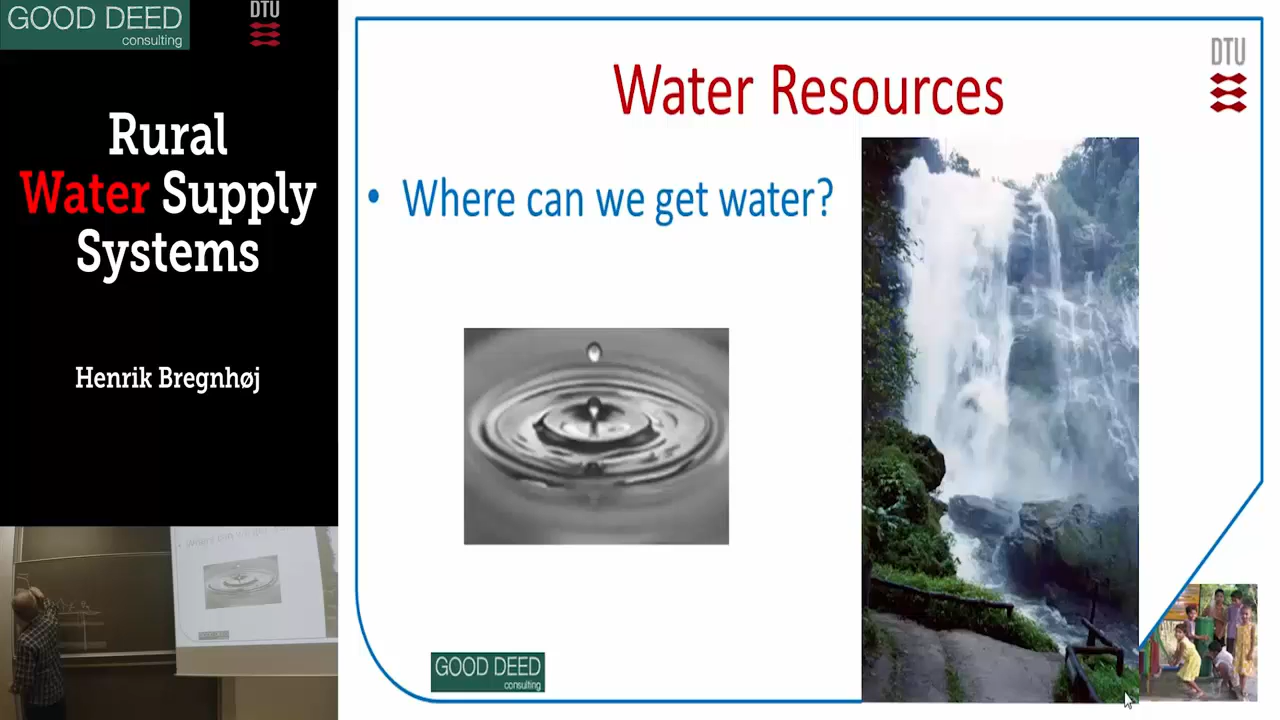 GOOD DEED
consulting
DTU
Rural
Water Supply
Systems
Henrik Bregnhøj
Water Resources
DTU
• Where can we get water?
GOOD DEED
consulting